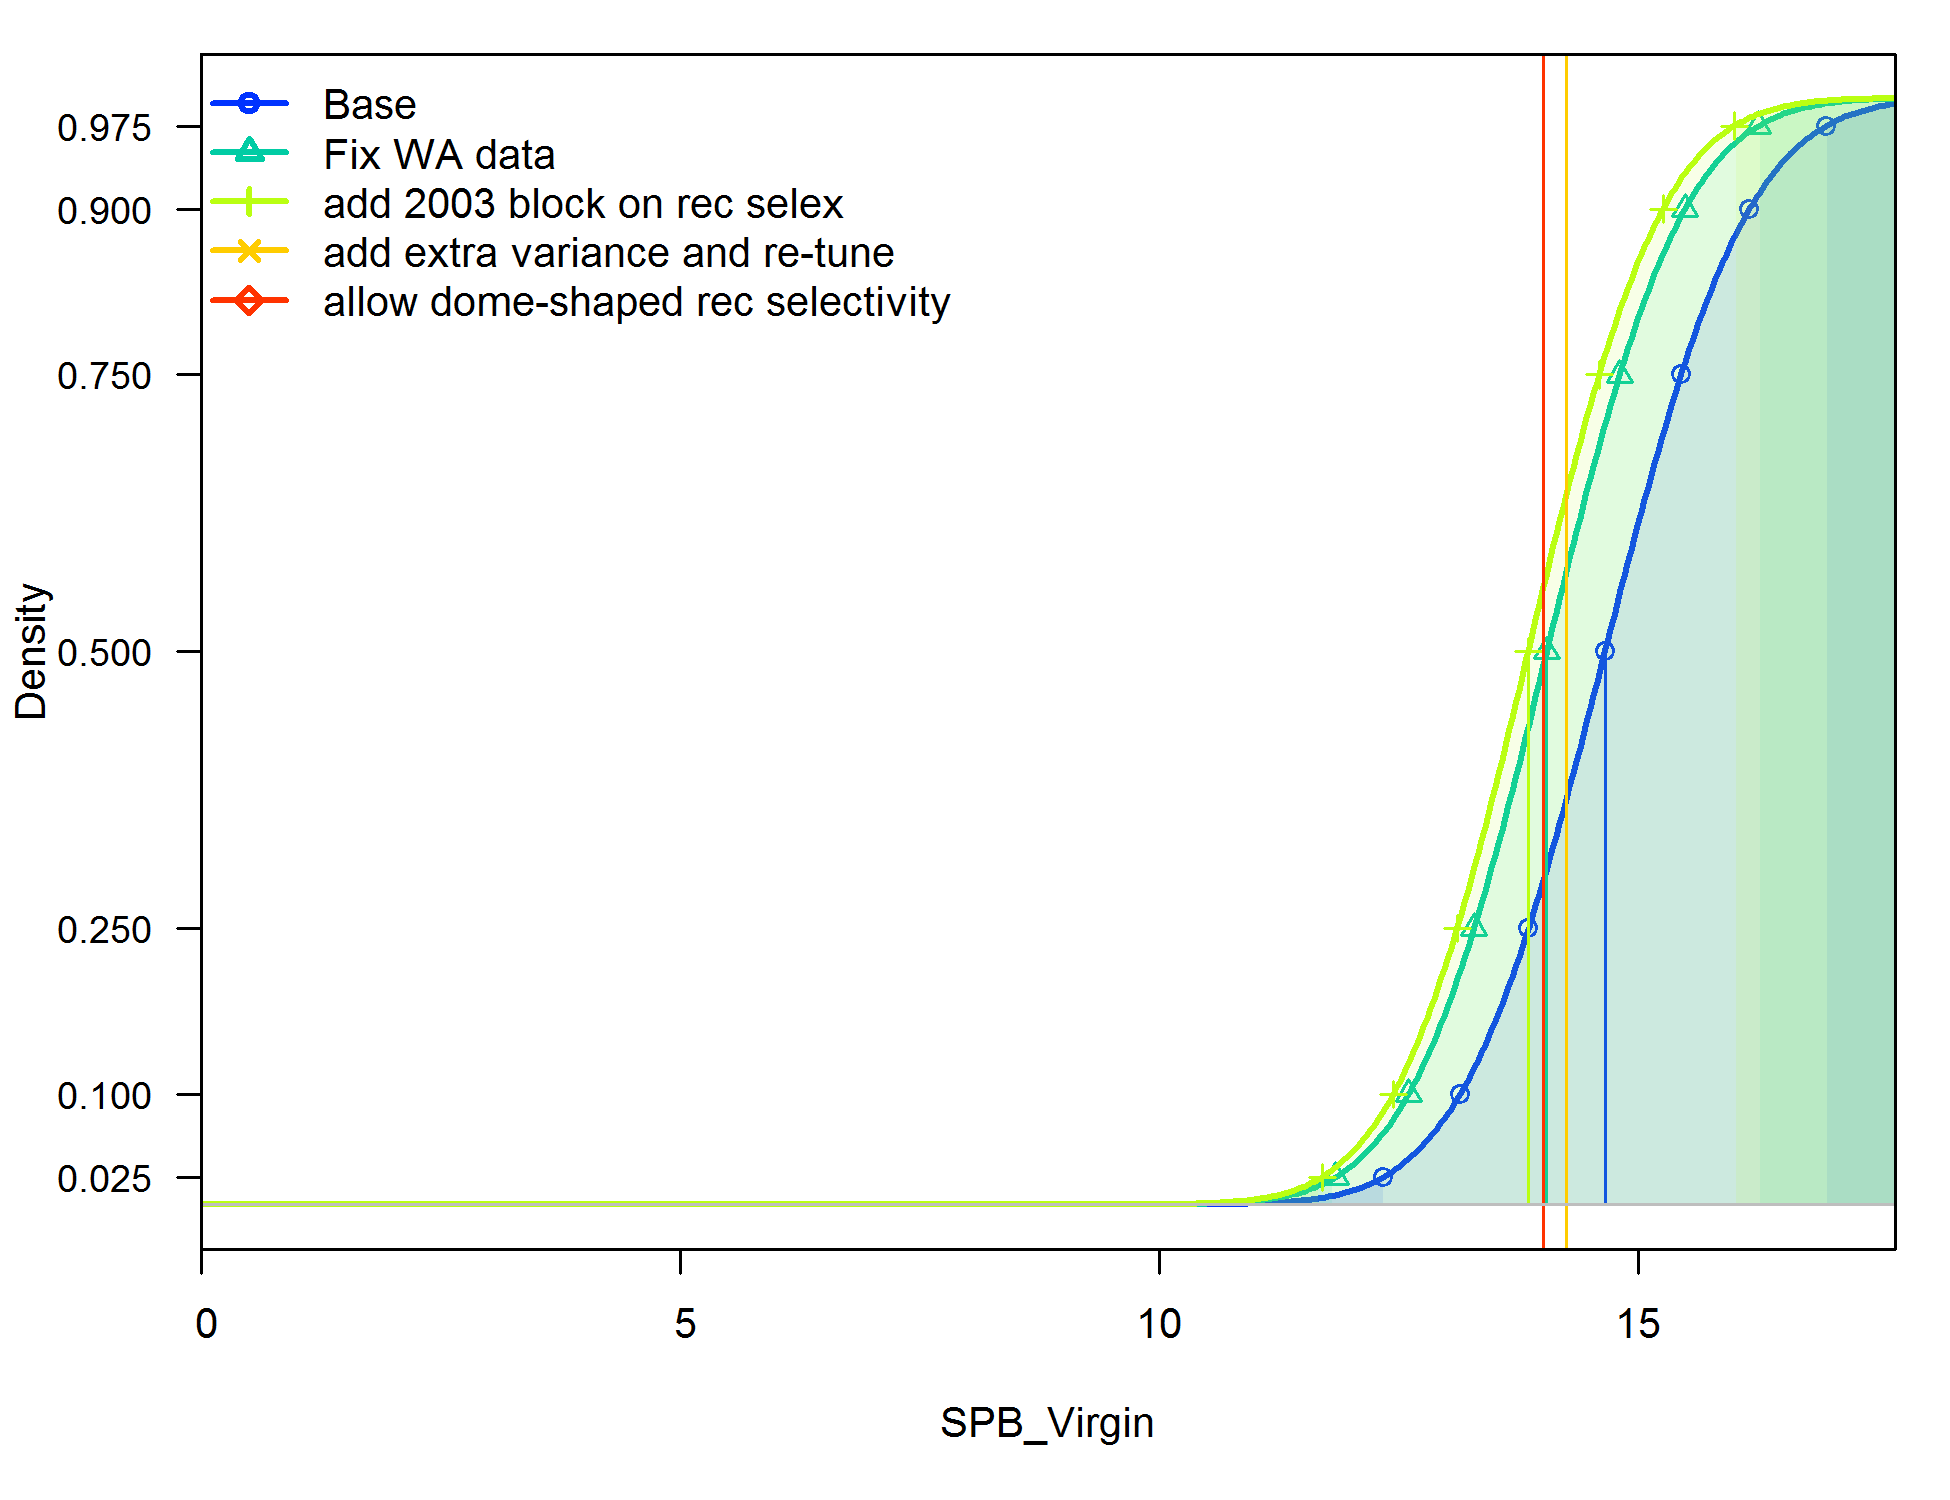 Base
Fix WA data
add 2003 block on rec selex
add extra variance and re-tune
allow dome-shaped rec selectivity
Density
0.975
0.900
0.750
0.500
0.250
0.100
0.025
0 5 10 15
SPB_Virgin